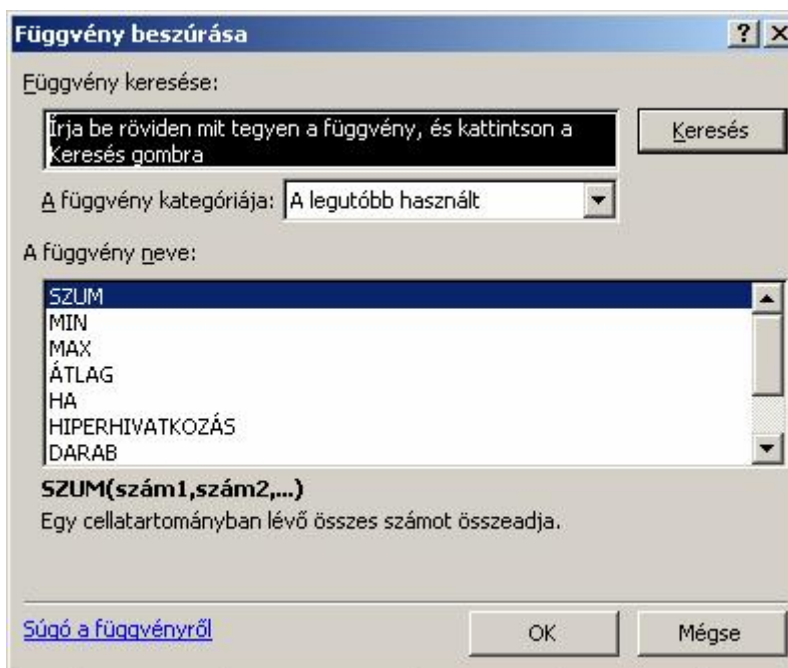 Függvény beszúrása
Függvény keresése:
Írja be röviden mit tegyen a függvény, és kattintson a
Keresés gombra
Keresés
A függvény kategóriája: A legutóbb használt
A függvény neve:
SZUM
MIN
MAX
ÁTLAG
HA
HIPERHIVATKOZÁS
DARAB
SZUM(szám1,szám2,...)
Egy cellatartományban lévő összes számot összeadja.
Súgó a függvényről
OK
Mégse